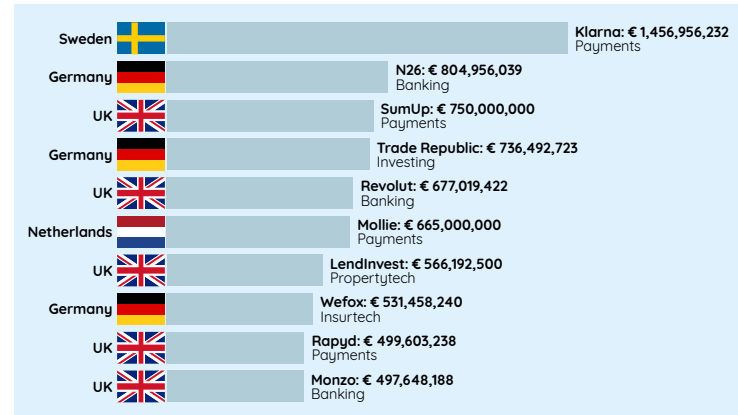 Sweden
Klarna: € 1,456,956,232
Payments
Germany
N26: € 804,956,039
Banking
UK
SumUp: € 750,000,000
Payments
Germany
Trade Republic: € 736,492,723
Investing
UK
Revolut: € 677,019,422
Banking
Netherlands
Mollie: € 665,000,000
Payments
UK
LendInvest: € 566,192,500
Propertytech
Germany
Wefox: € 531,458,240
Insurtech
UK
Rapyd: € 499,603,238
Payments
UK
Monzo: € 497,648,188
Banking